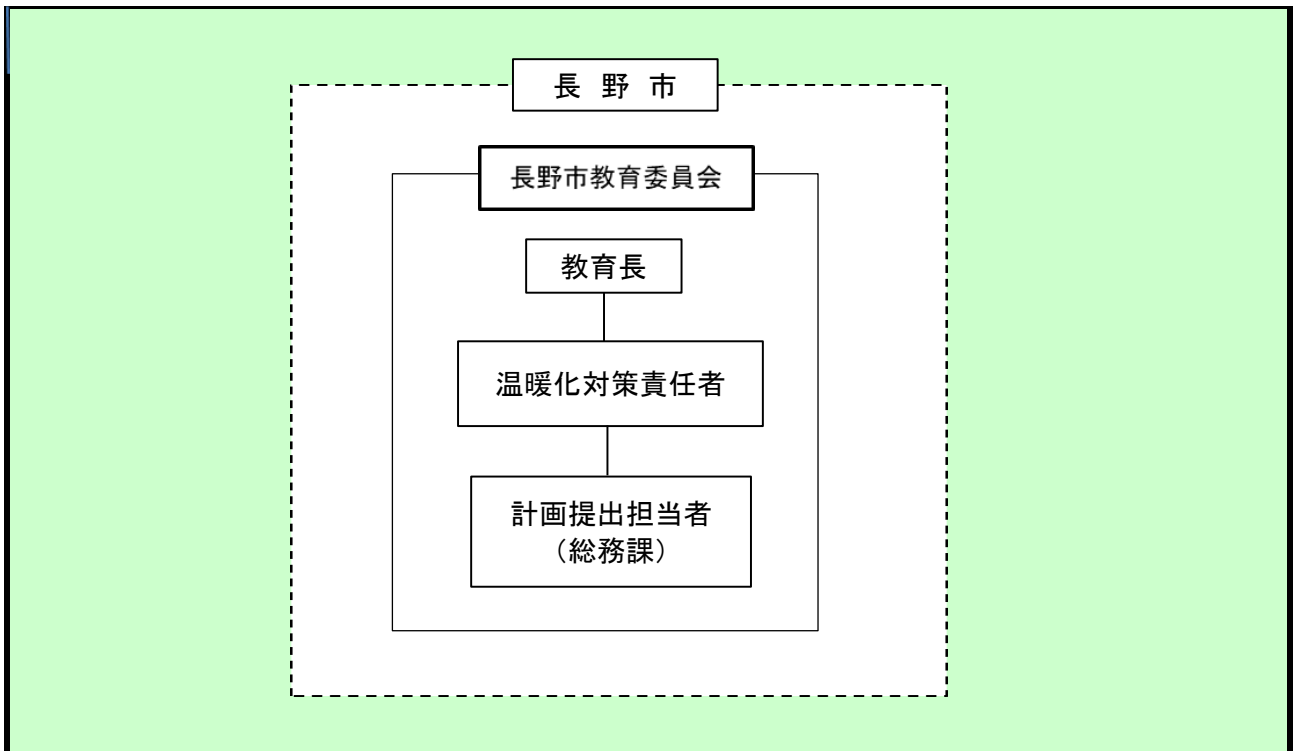 長 野 市
長野市教育委員会
教育長
温暖化対策責任者
計画提出担当者
（総務課）